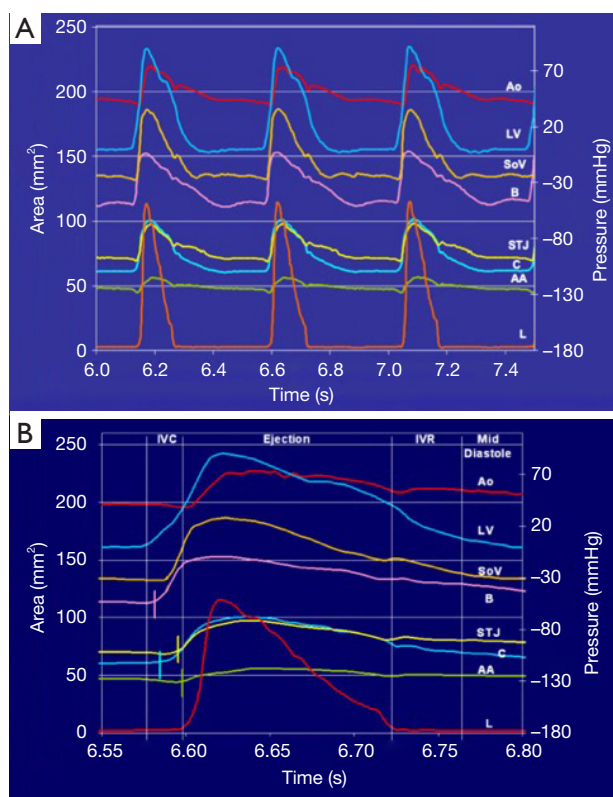 A
250
200
150
100
50
0
Area (mm²)
70
20
−30
−80
−130
−180
Pressure (mmHg)
Ao
LV
SoV
B
STJ
C
AA
L
6.0 6.2 6.4 6.6 6.8 7.0 7.2 7.4
Time (s)
B
IVC Ejection IVR Mid
Diastole
250
200
150
100
50
0
Area (mm²)
70
20
−30
−80
−130
−180
Pressure (mmHg)
Ao
LV
SoV
B
STJ
C
AA
L
6.55 6.60 6.65 6.70 6.75 6.80
Time (s)